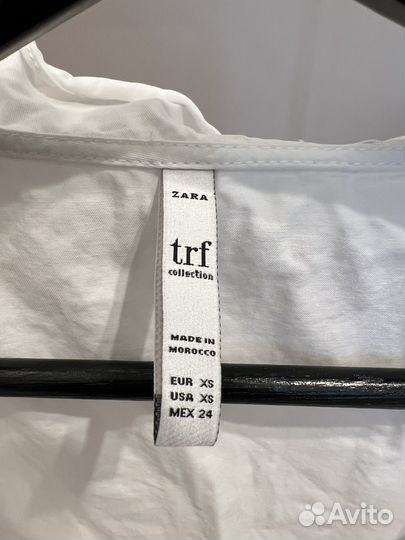 ZARA
trf
collection
MADE IN
MOROCCO
EUR XS
USA XS
MEX 24
Avito